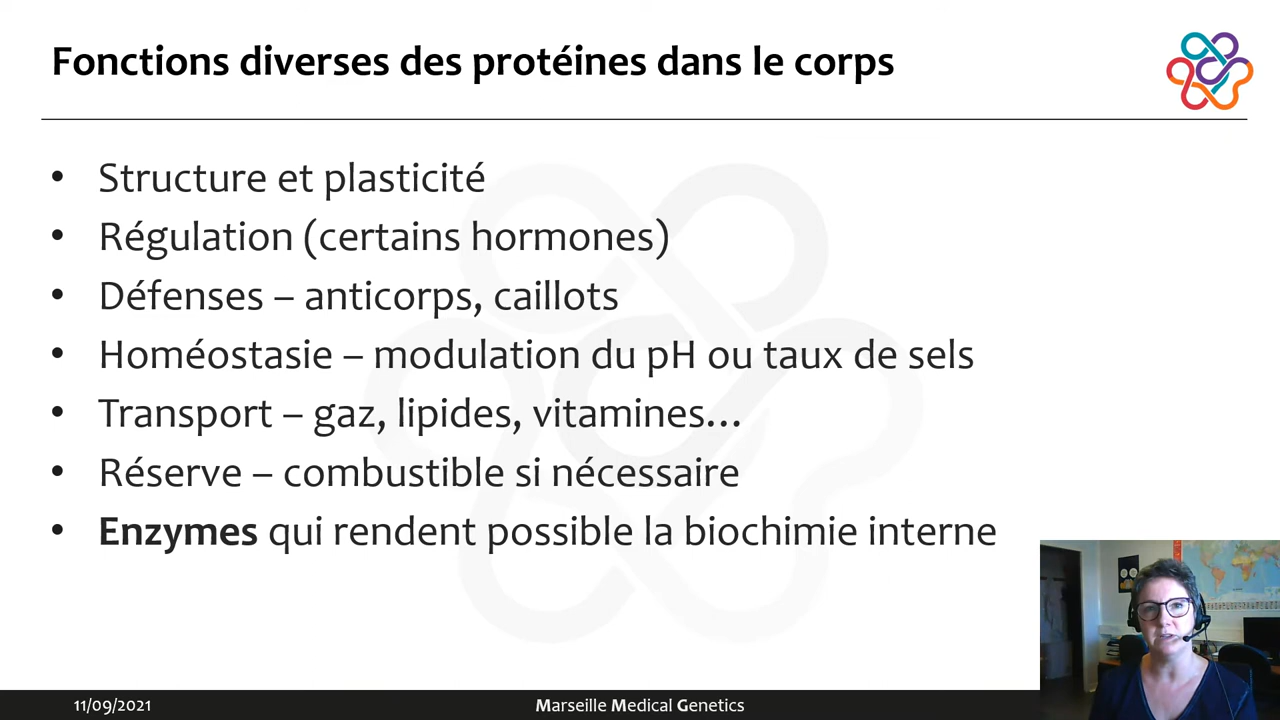 Fonctions diverses des protéines dans le corps
• Structure et plasticité
• Régulation (certains hormones)
• Défenses – anticorps, caillots
• Homéostasie – modulation du pH ou taux de sels
• Transport – gaz, lipides, vitamines…
• Réserve – combustible si nécessaire
• Enzymes qui rendent possible la biochimie interne
11/09/2021
Marseille Medical Genetics